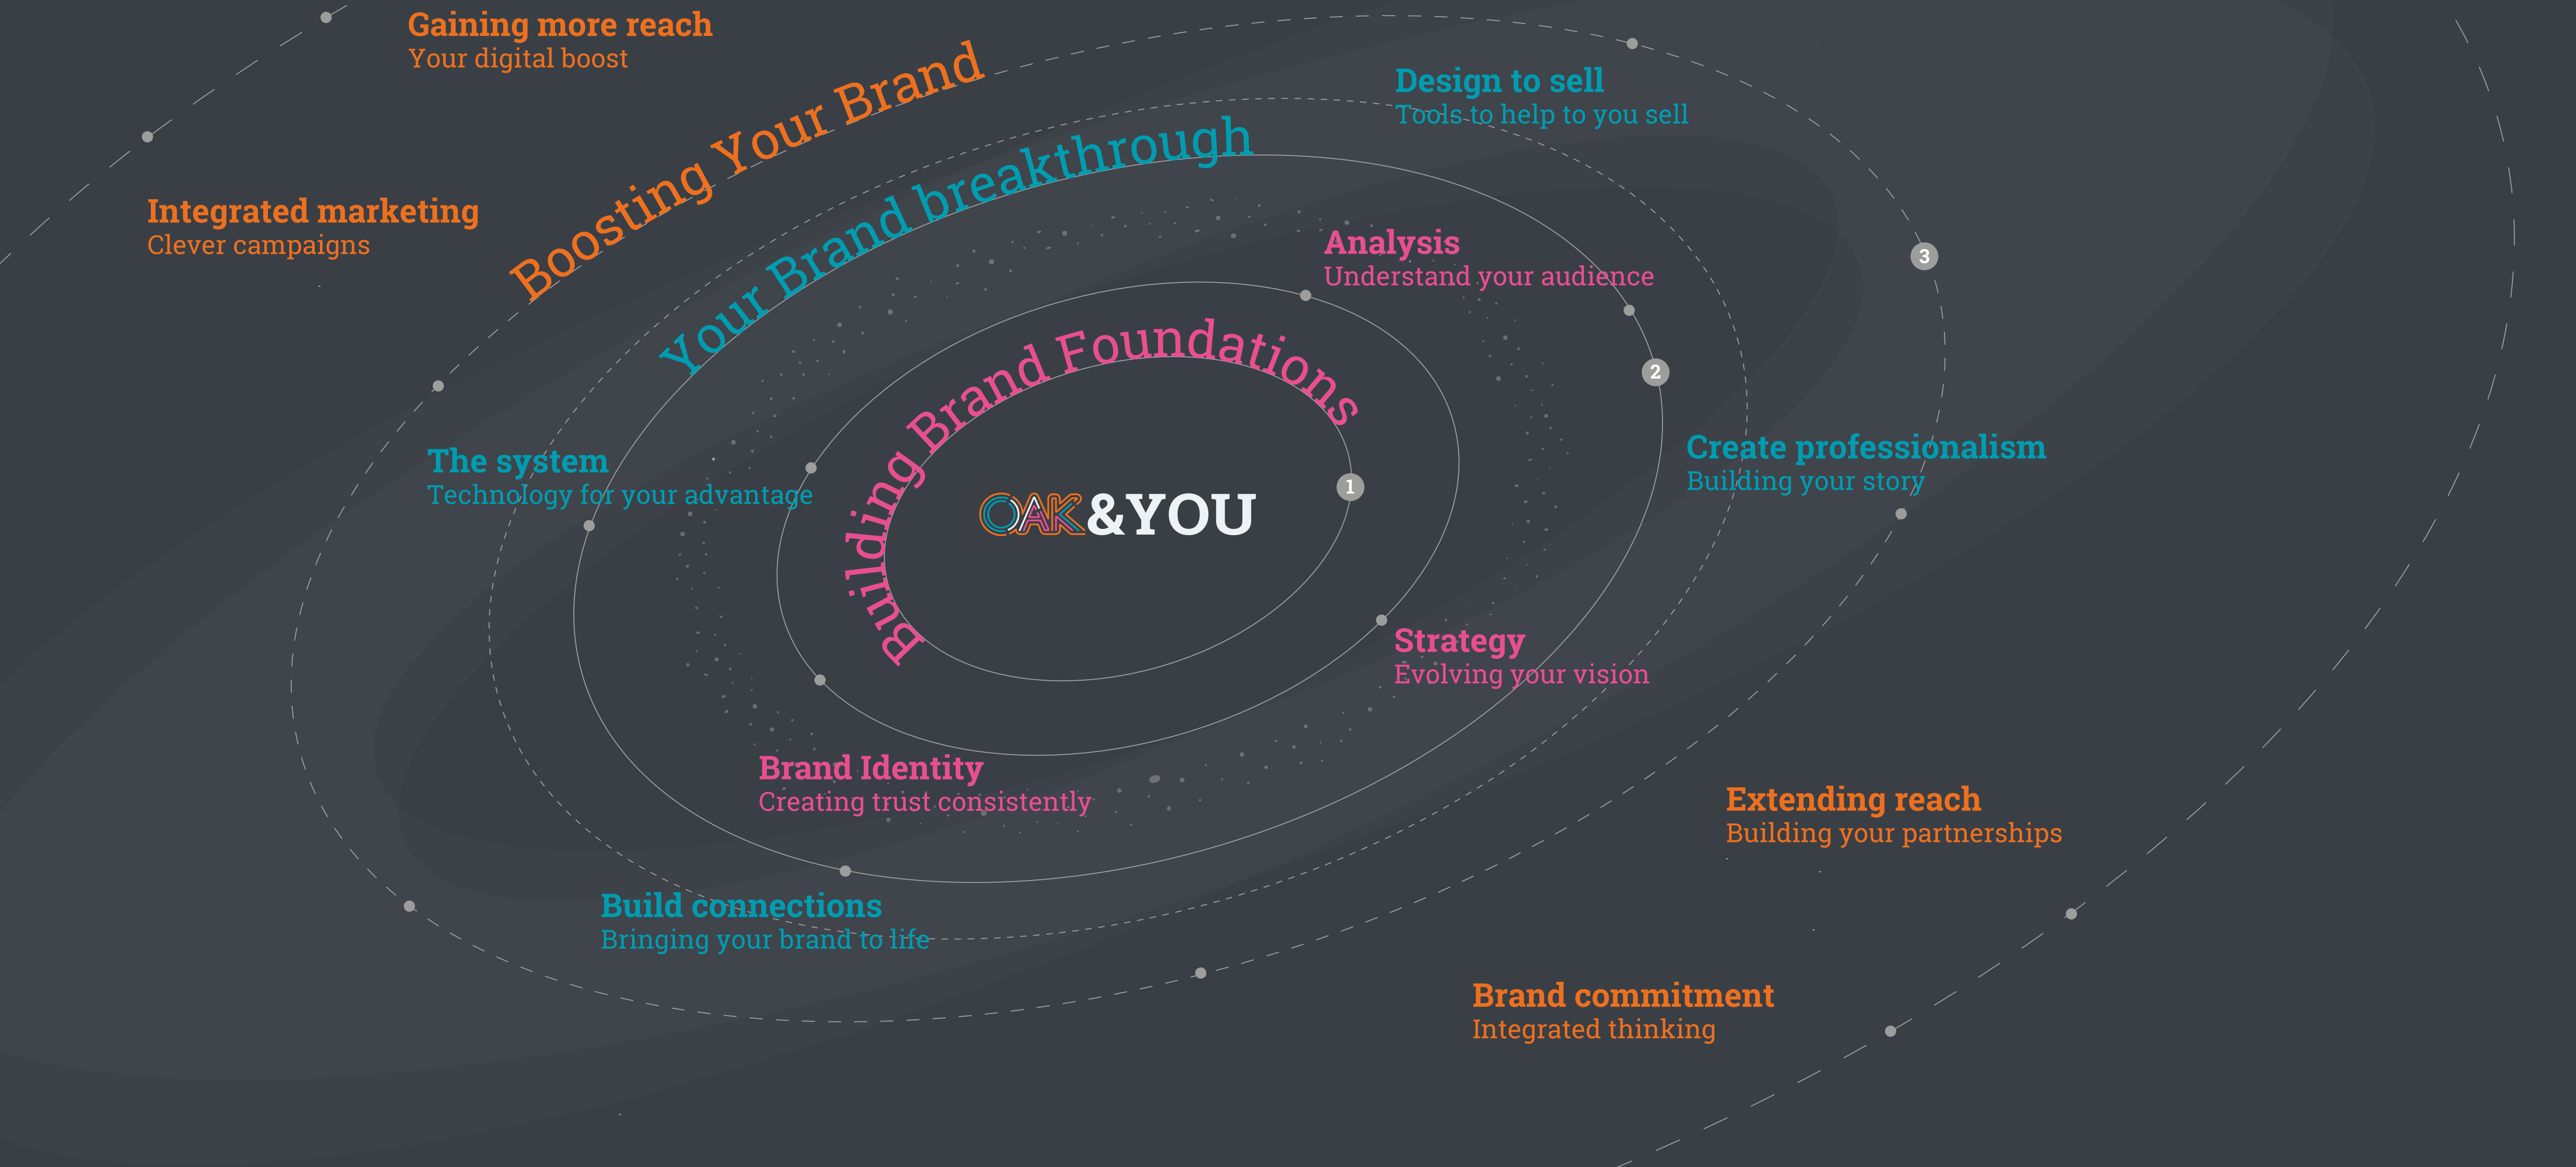 Gaining more reach
Your digital boost
Integrated marketing
Clever campaigns
Boosting Your Brand
Your Brand breakthrough
Design to sell
Tools to help to you sell
Analysis
Understand your audience
3
2
Building Brand Foundations
The system
Technology for your advantage
Create professionalism
Building your story
1
OAK&YOU
Strategy
Evolving your vision
Brand Identity
Creating trust consistently
Extending reach
Building your partnerships
Build connections
Bringing your brand to life
Brand commitment
Integrated thinking